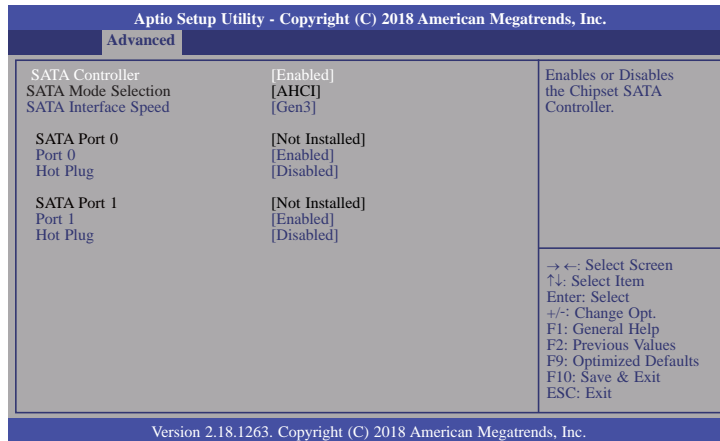 Aptio Setup Utility - Copyright (C) 2018 American Megatrends, Inc.
Advanced
SATA Controller [Enabled]
SATA Mode Selection [AHCI]
SATA Interface Speed [Gen3]
SATA Port 0 [Not Installed]
Port 0 [Enabled]
Hot Plug [Disabled]
SATA Port 1 [Not Installed]
Port 1 [Enabled]
Hot Plug [Disabled]
Enables or Disables
the Chipset SATA
Controller.
→ ←: Select Screen
↑↓: Select Item
Enter: Select
+/-: Change Opt.
F1: General Help
F2: Previous Values
F9: Optimized Defaults
F10: Save & Exit
ESC: Exit
Version 2.18.1263. Copyright (C) 2018 American Megatrends, Inc.